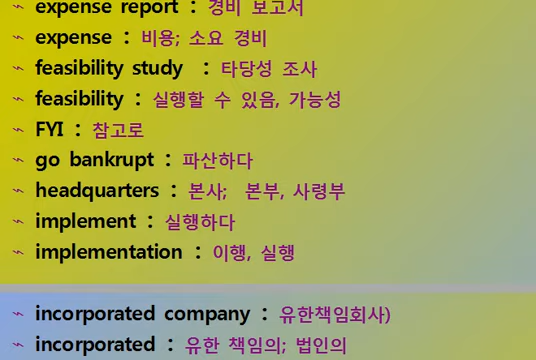 ~ expense report : 경비 보고서
~ expense : 비용; 소요 경비
~ feasibility study : 타당성 조사
~ feasibility : 실행할 수 있음, 가능성
~ FYI : 참고로
~ go bankrupt : 파산하다
~ headquarters : 본사; 본부, 사령부
~ implement : 실행하다
~ implementation : 이행, 실행
~ incorporated company : 유한책임회사)
~ incorporated : 유한 책임의; 법인의